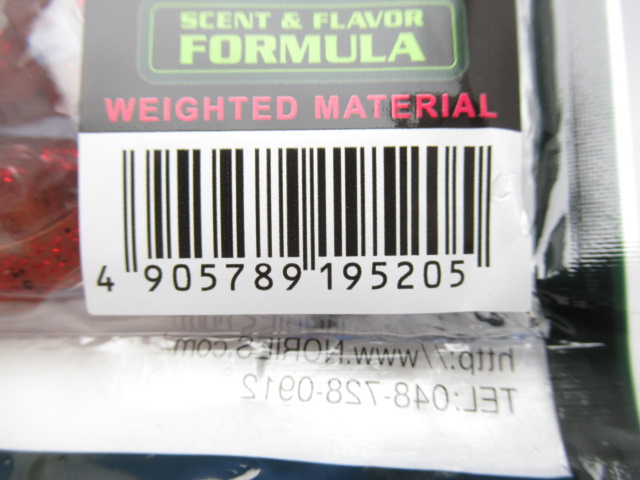 SCENT & FLAVOR
FORMULA
WEIGHTED MATERIAL
4 905789 195205
http://www.NORIES.com/
TEL:048-728-0912